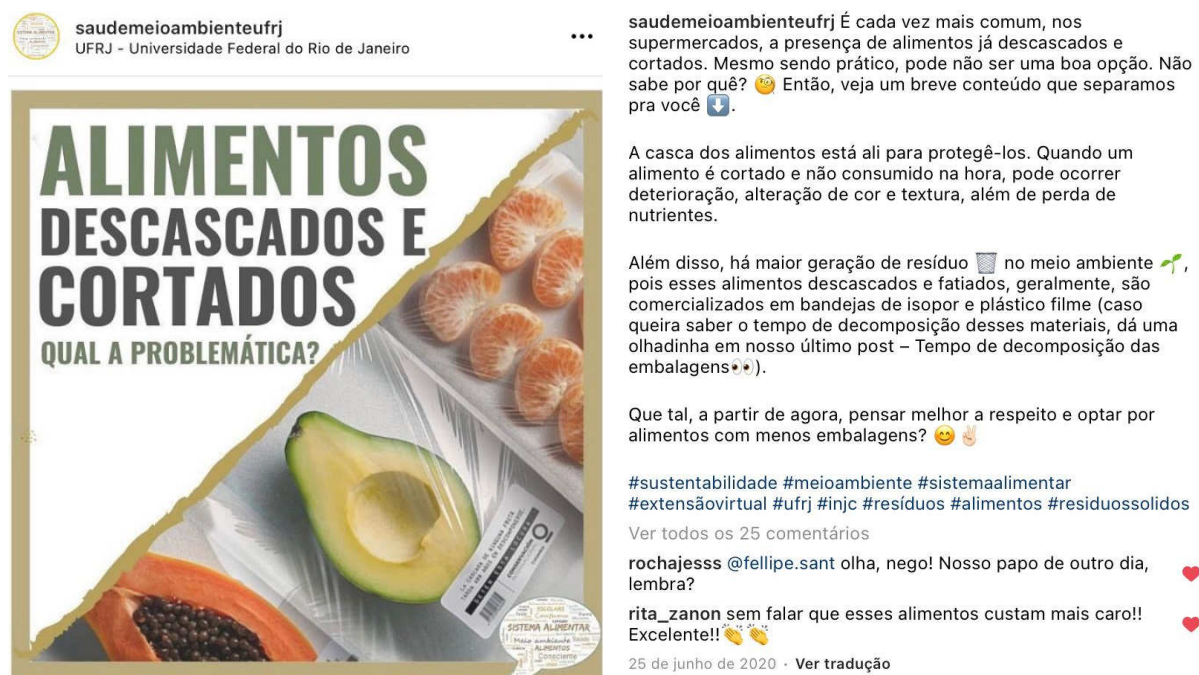 saudemeioambienteufrj
UFRJ - Universidade Federal do Rio de Janeiro
ALIMENTOS
DESCASCADOS E
CORTADOS
QUAL A PROBLEMÁTICA?
SISTEMA ALIMENTAR
Meio ambiente
ALIMENTOS
Consciente
saudemeioambienteufrj É cada vez mais comum, nos
supermercados, a presença de alimentos já descascados e
cortados. Mesmo sendo prático, pode não ser uma boa opção. Não
sabe por quê? 🧐 Então, veja um breve conteúdo que separamos
pra você ⬇️.
A casca dos alimentos está ali para protegê-los. Quando um
alimento é cortado e não consumido na hora, pode ocorrer
deterioração, alteração de cor e textura, além de perda de
nutrientes.
Além disso, há maior geração de resíduo 🗑️ no meio ambiente 🌱,
pois esses alimentos descascados e fatiados, geralmente, são
comercializados em bandejas de isopor e plástico filme (caso
queira saber o tempo de decomposição desses materiais, dá uma
olhadinha em nosso último post – Tempo de decomposição das
embalagens👀).
Que tal, a partir de agora, pensar melhor a respeito e optar por
alimentos com menos embalagens? 😊✌🏻
#sustentabilidade #meioambiente #sistemaalimentar
#extensãovirtual #ufrj #injc #resíduos #alimentos #residuossolidos
Ver todos os 25 comentários
rochajesss @fellipe.sant olha, nego! Nosso papo de outro dia,
lembra?
rita_zanon sem falar que esses alimentos custam mais caro!!
Excelente!!👏👏
25 de junho de 2020 · Ver tradução